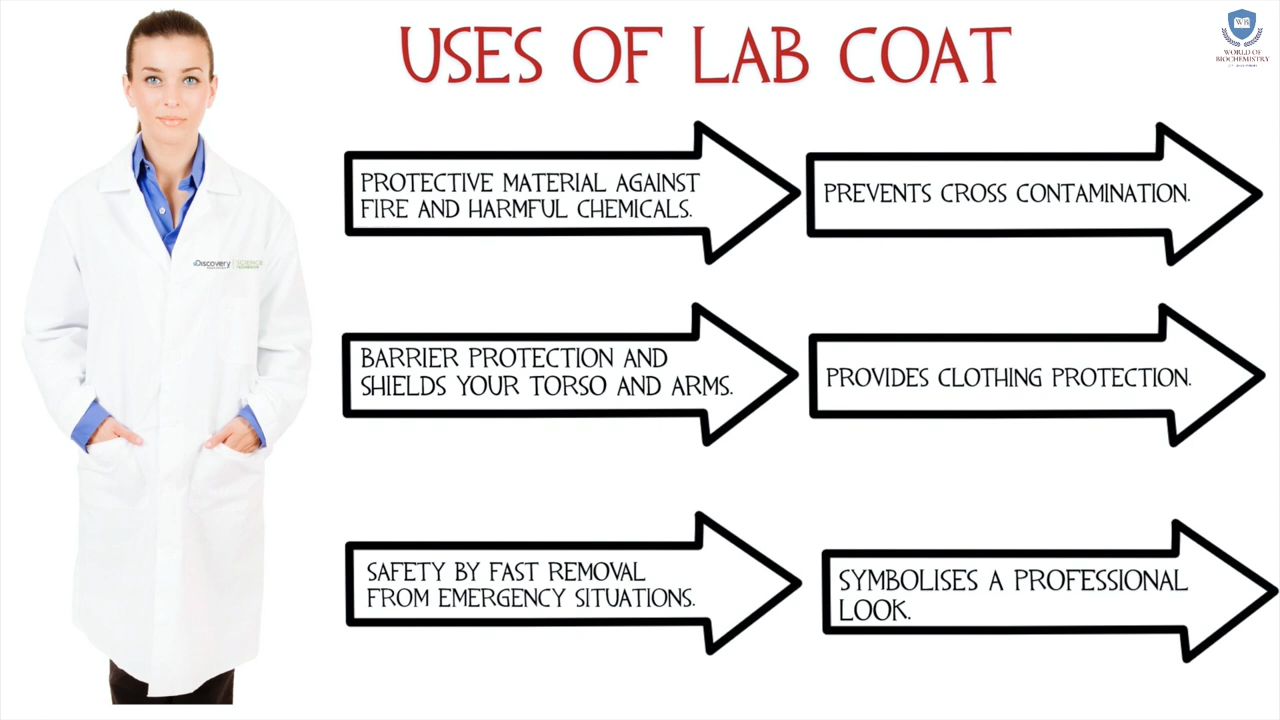 USES OF LAB COAT
WB
WORLD OF
BIOCHEMISTRY
PROTECTIVE MATERIAL AGAINST
FIRE AND HARMFUL CHEMICALS.
PREVENTS CROSS CONTAMINATION.
Discovery
SCIENCE
BARRIER PROTECTION AND
SHIELDS YOUR TORSO AND ARMS.
PROVIDES CLOTHING PROTECTION.
SAFETY BY FAST REMOVAL
FROM EMERGENCY SITUATIONS.
SYMBOLISES A PROFESSIONAL
LOOK.